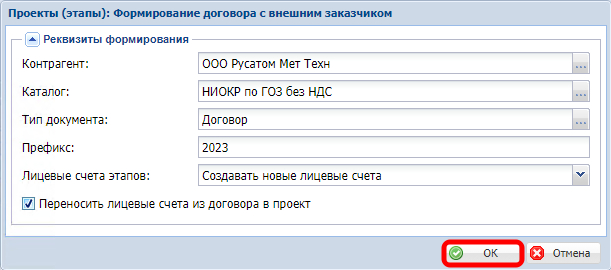 Проекты (этапы): Формирование договора с внешним заказчиком
Реквизиты формирования
Контрагент: ООО Русатом Мет Техн ...
Каталог: НИОКР по ГОЗ без НДС ...
Тип документа: Договор ...
Префикс: 2023
Лицевые счета этапов: Создавать новые лицевые счета
Переносить лицевые счета из договора в проект
ОК Отмена